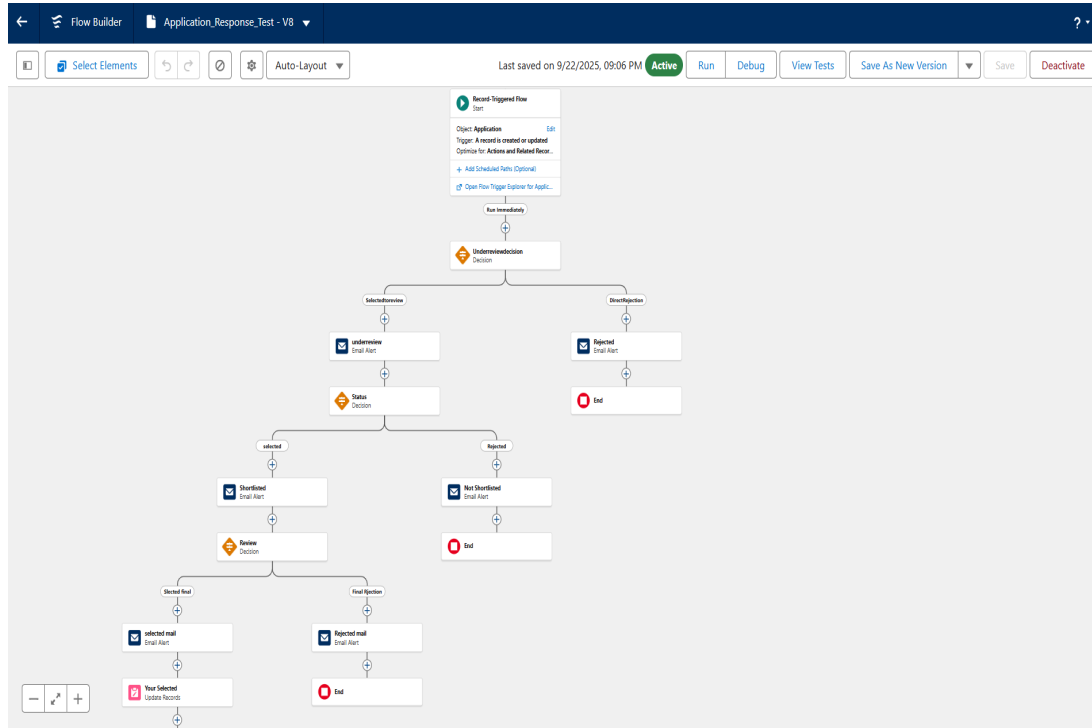 Flow Builder
Application_Response_Test - V8
?
Select Elements
Auto-Layout
Last saved on 9/22/2025, 09:06 PM
Active
Run
Debug
View Tests
Save As New Version
Save
Deactivate
Record-Triggered Flow
Start
Object: Application
Edit
Trigger: A record is created or updated
Optimize for: Actions and Related Recor...
+ Add Scheduled Paths (Optional)
Open Flow Trigger Explorer for Applic...
Run Immediately
Underreviewdecision
Decision
Selectedtoreview
DirectRejection
underreview
Email Alert
Rejected
Email Alert
Status
Decision
End
selected
Rejected
Shortlisted
Email Alert
Not Shortlisted
Email Alert
Review
Decision
End
Slected final
Final Rjection
selected mail
Email Alert
Rejected mail
Email Alert
Your Selected
Update Records
End